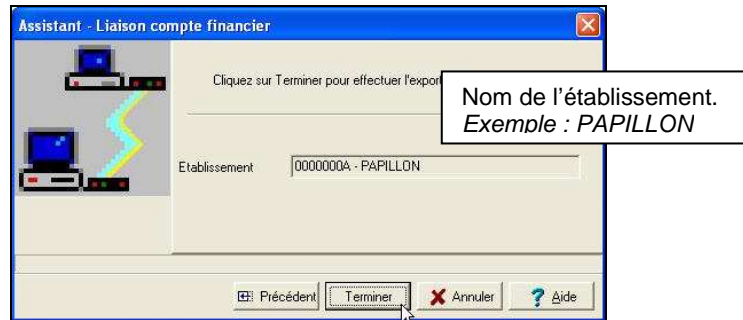 Assistant - Liaison compte financier
Cliquez sur Terminer pour effectuer l'export
Nom de l'établissement.
Exemple : PAPILLON
Etablissement
0000000A - PAPILLON
Précédent
Terminer
Annuler
? Aide